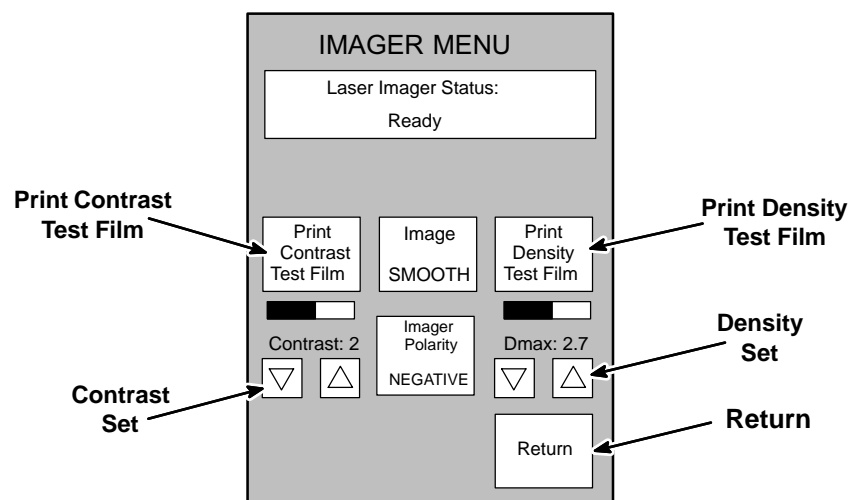 IMAGER MENU
Laser Imager Status:
Ready
Print Contrast
Test Film
Print
Contrast
Test Film
Image
SMOOTH
Print
Density
Test Film
Print Density
Test Film
Contrast: 2
Imager
Polarity
NEGATIVE
Dmax: 2.7
Density
Set
Contrast
Set
Return
Return